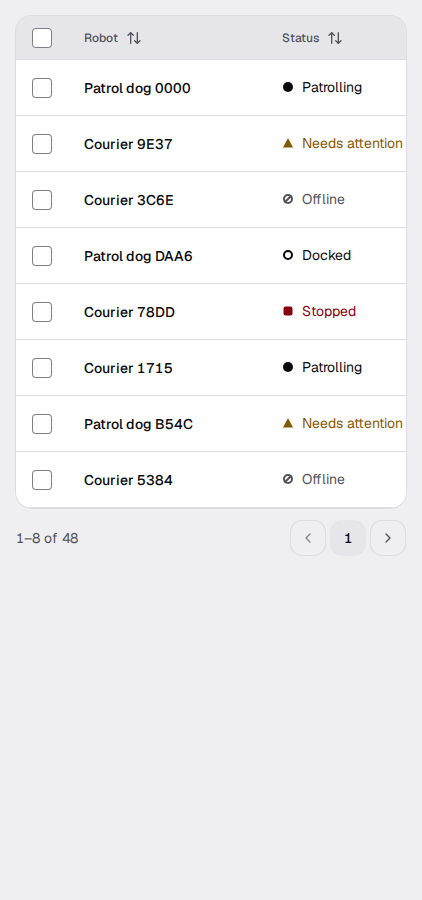 Robot Status
Patrol dog 0000 Patrolling
Courier 9E37 Needs attention
Courier 3C6E Offline
Patrol dog DAA6 Docked
Courier 78DD Stopped
Courier 1715 Patrolling
Patrol dog B54C Needs attention
Courier 5384 Offline
1–8 of 48 1